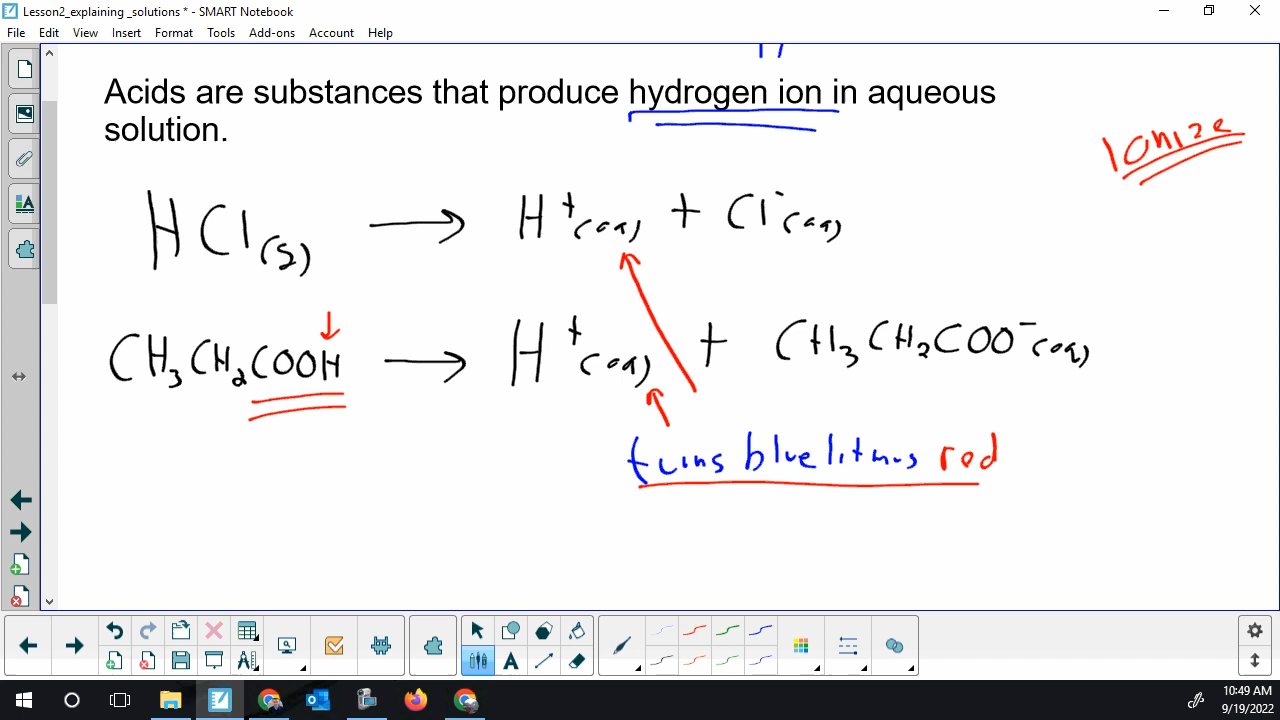 Lesson2_explaining _solutions * - SMART Notebook
File Edit View Insert Format Tools Add-ons Account Help
Acids are substances that produce hydrogen ion in aqueous
solution.
Ionize
HCl(s) → H⁺(aq) + Cl⁻(aq)
CH₃CH₂COOH → H⁺(aq) + CH₃CH₂COO⁻(aq)
turns blue litmus red
10:49 AM
9/19/2022